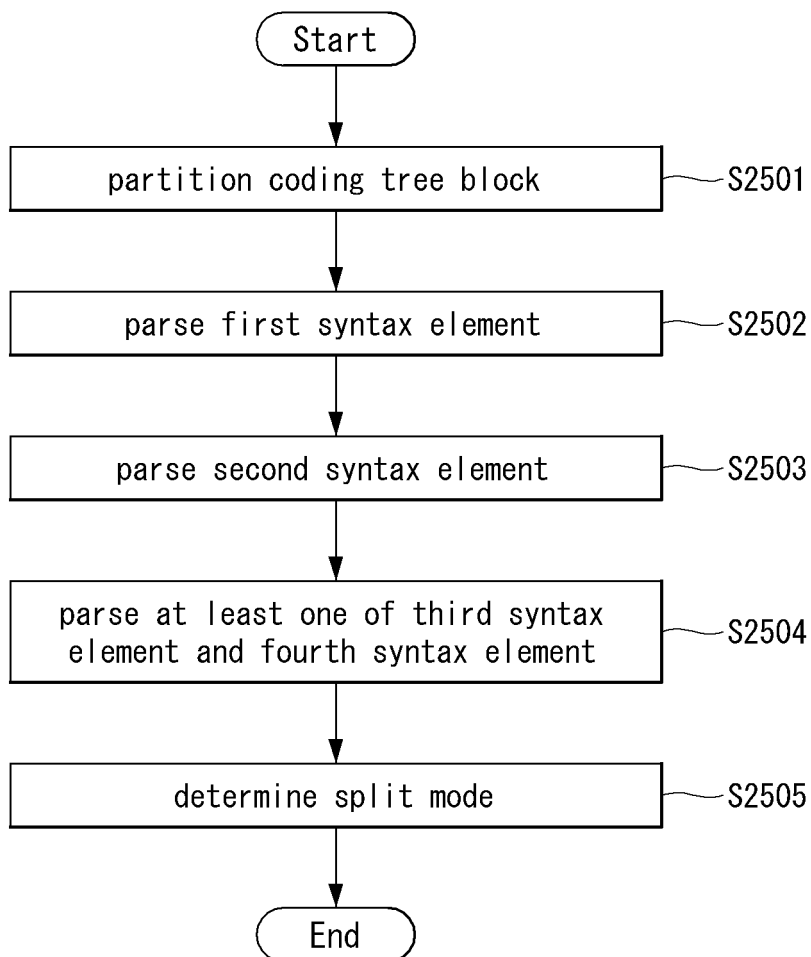 Start
partition coding tree block
S2501
parse first syntax element
S2502
parse second syntax element
S2503
parse at least one of third syntax
element and fourth syntax element
S2504
determine split mode
S2505
End